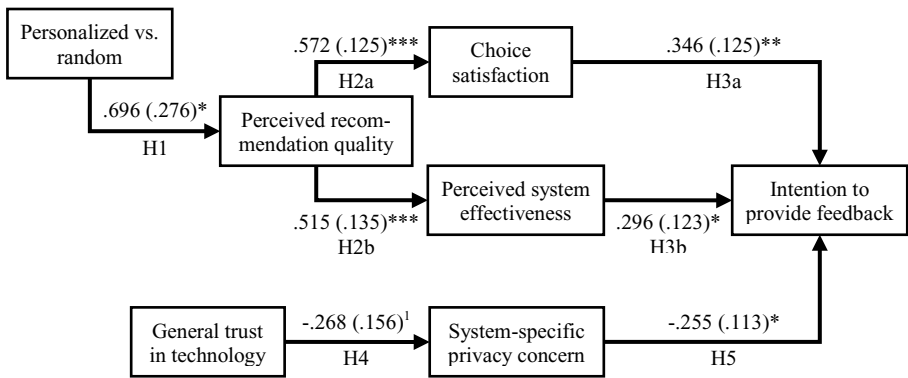 Personalized vs.
random
.696 (.276)*
H1
Perceived recom-
mendation quality
.572 (.125)***
H2a
Choice
satisfaction
.346 (.125)**
H3a
.515 (.135)***
H2b
Perceived system
effectiveness
.296 (.123)*
H3b
Intention to
provide feedback
General trust
in technology
-.268 (.156)¹
H4
System-specific
privacy concern
-.255 (.113)*
H5